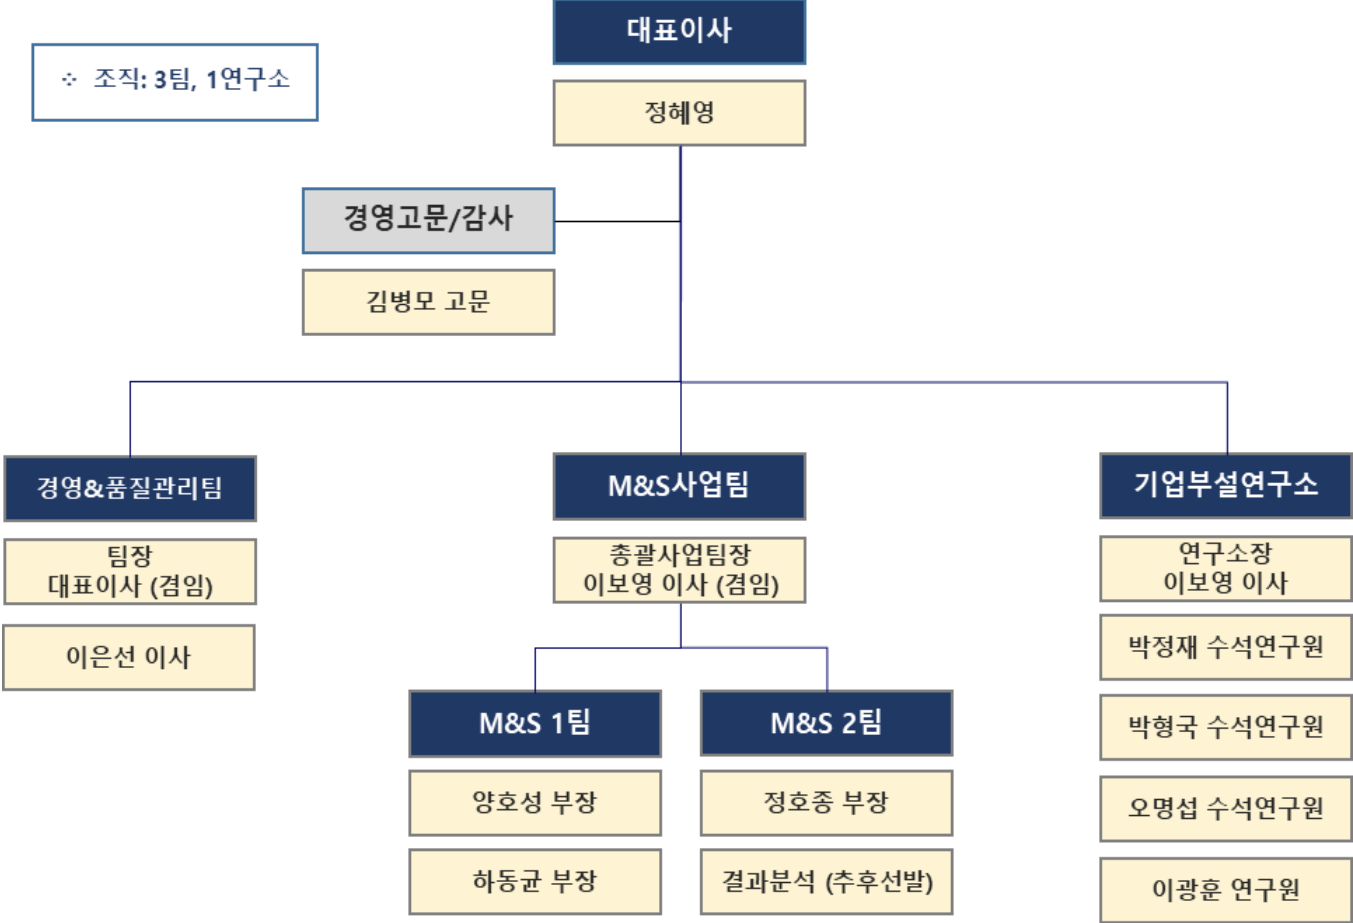 대표이사
❖ 조직: 3팀, 1연구소
정혜영
경영고문/감사
김병모 고문
경영&품질관리팀
팀장
대표이사 (겸임)
이은선 이사
M&S사업팀
총괄사업팀장
이보영 이사 (겸임)
M&S 1팀
양호성 부장
하동균 부장
M&S 2팀
정호종 부장
결과분석 (추후선발)
기업부설연구소
연구소장
이보영 이사
박정재 수석연구원
박형국 수석연구원
오명섭 수석연구원
이광훈 연구원